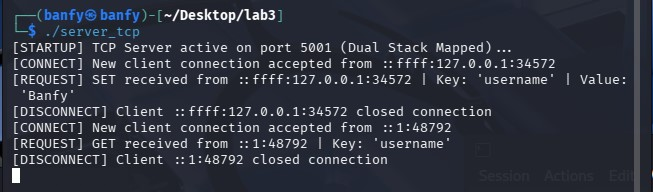 ┌──(banfy㉿banfy)-[~/Desktop/lab3]
└─$ ./server_tcp
[STARTUP] TCP Server active on port 5001 (Dual Stack Mapped)...
[CONNECT] New client connection accepted from ::ffff:127.0.0.1:34572
[REQUEST] SET received from ::ffff:127.0.0.1:34572 | Key: 'username' | Value:
'Banfy'
[DISCONNECT] Client ::ffff:127.0.0.1:34572 closed connection
[CONNECT] New client connection accepted from ::1:48792
[REQUEST] GET received from ::1:48792 | Key: 'username'
[DISCONNECT] Client ::1:48792 closed connection
Session Actions Edit